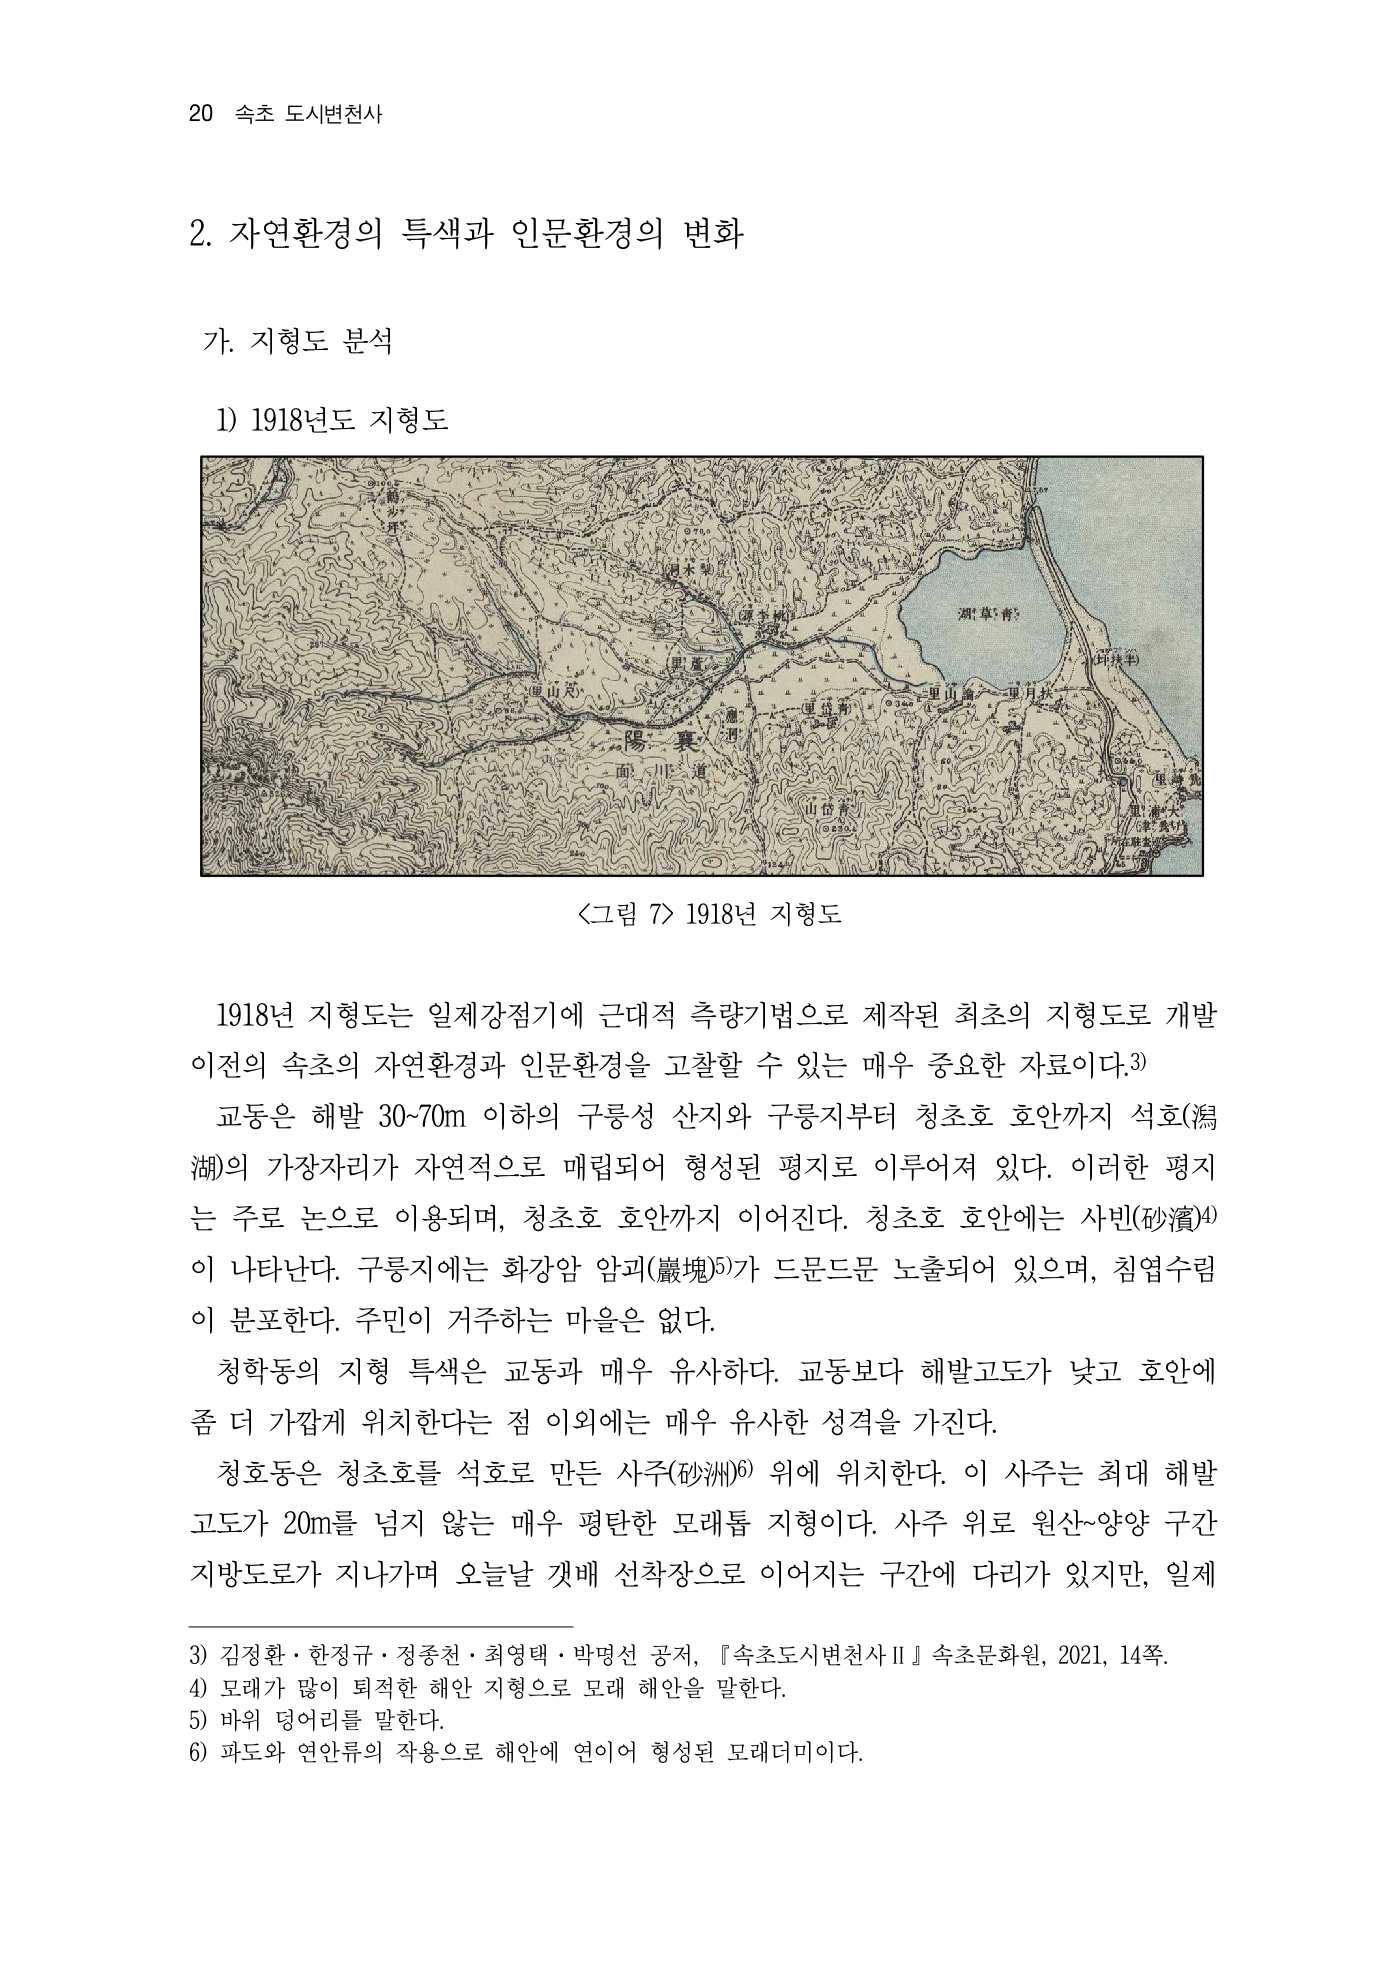 20 속초 도시변천사
2. 자연환경의 특색과 인문환경의 변화
가. 지형도 분석
1) 1918년도 지형도
鶴沙坪
洞木梨
(源李桃)
湖草靑
(坪扶半)
里蘆
(里山尺)
里山論
里月扶
(里岱靑)
鷹洞
陽襄
面川道
山岱靑
里浦大
<그림 7> 1918년 지형도
1918년 지형도는 일제강점기에 근대적 측량기법으로 제작된 최초의 지형도로 개발
이전의 속초의 자연환경과 인문환경을 고찰할 수 있는 매우 중요한 자료이다.3)
교동은 해발 30~70m 이하의 구릉성 산지와 구릉지부터 청초호 호안까지 석호(潟
湖)의 가장자리가 자연적으로 매립되어 형성된 평지로 이루어져 있다. 이러한 평지
는 주로 논으로 이용되며, 청초호 호안까지 이어진다. 청초호 호안에는 사빈(砂濱)4)
이 나타난다. 구릉지에는 화강암 암괴(巖塊)5)가 드문드문 노출되어 있으며, 침엽수림
이 분포한다. 주민이 거주하는 마을은 없다.
청학동의 지형 특색은 교동과 매우 유사하다. 교동보다 해발고도가 낮고 호안에
좀 더 가깝게 위치한다는 점 이외에는 매우 유사한 성격을 가진다.
청호동은 청초호를 석호로 만든 사주(砂洲)6) 위에 위치한다. 이 사주는 최대 해발
고도가 20m를 넘지 않는 매우 평탄한 모래톱 지형이다. 사주 위로 원산~양양 구간
지방도로가 지나가며 오늘날 갯배 선착장으로 이어지는 구간에 다리가 있지만, 일제
3) 김정환·한정규·정종천·최영택·박명선 공저, 『속초도시변천사Ⅱ』속초문화원, 2021, 14쪽.
4) 모래가 많이 퇴적한 해안 지형으로 모래 해안을 말한다.
5) 바위 덩어리를 말한다.
6) 파도와 연안류의 작용으로 해안에 연이어 형성된 모래더미이다.